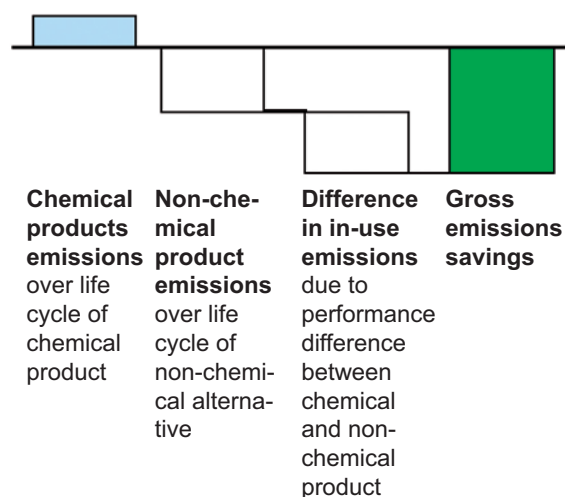 Chemical
products
emissions
over life
cycle of
chemical
product
Non-che-
mical
product
emissions
over life
cycle of
non-chemi-
cal alterna-
tive
Difference
in in-use
emissions
due to
performance
difference
between
chemical
and non-
chemical
product
Gross
emissions
savings